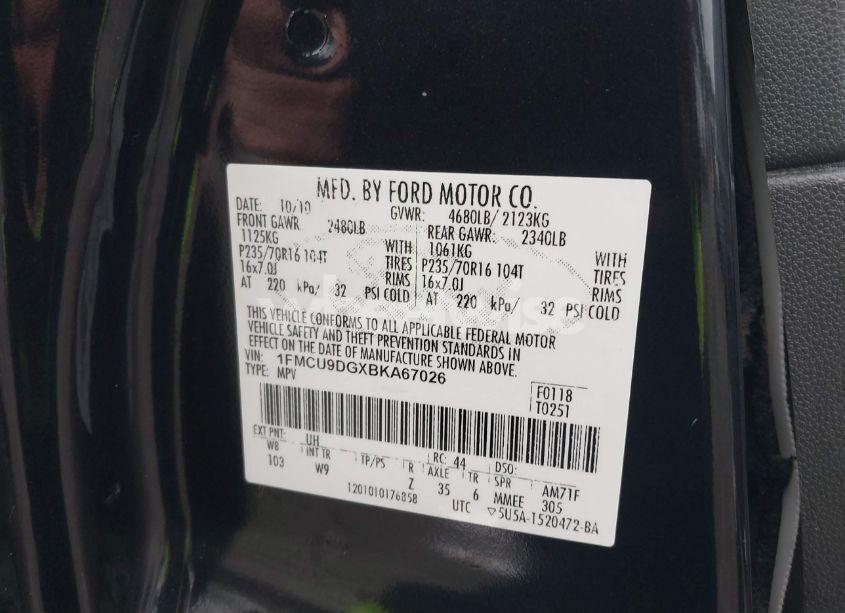 MFD. BY FORD MOTOR CO.
DATE: 10/10 GVWR: 4680LB/ 2123KG
FRONT GAWR: 2480LB REAR GAWR: 2340LB
1125KG WITH 1061KG WITH
P235/70R16 104T TIRES P235/70R16 104T TIRES
16x7.0J RIMS 16x7.0J RIMS
AT 220 kPa/ 32 PSI COLD AT 220 kPa/ 32 PSI COLD
THIS VEHICLE CONFORMS TO ALL APPLICABLE FEDERAL MOTOR
VEHICLE SAFETY AND THEFT PREVENTION STANDARDS IN
EFFECT ON THE DATE OF MANUFACTURE SHOWN ABOVE.
VIN: 1FMCU9DGXBKA67026
TYPE: MPV
F0118
T0251
EXT PNT: UH RC: 44 DSO:
WB INT TR TP/PS R AXLE TR SPR AM71F
103 W9 Z 35 6 MMEE 305
1201010176858 UTC ▽5U5A-1520472-BA